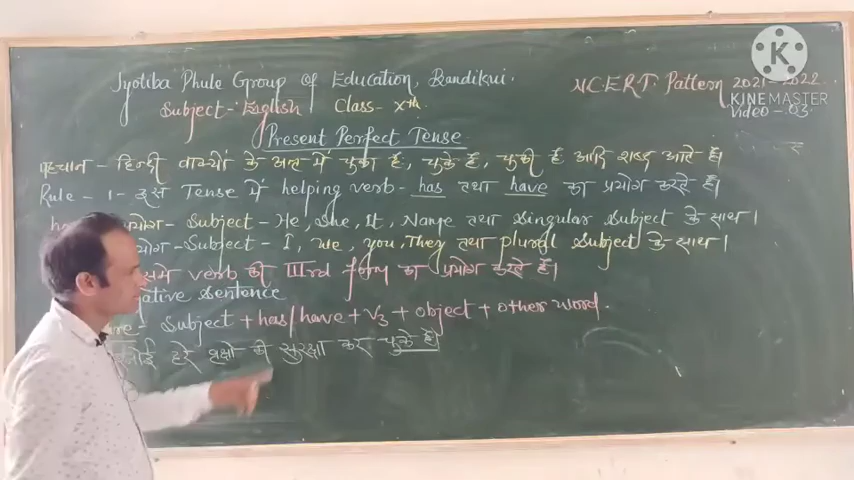 Jyotiba Phule Group of Education, Bandikui.
N.C.E.R.T. Pattern 2021-2022
Subject- English Class- Xth.
Video-03
K
KINEMASTER
Present Perfect Tense
पहचान - हिन्दी वाक्यों के अन्त में चुका है, चुके है, चुकी है आदि शब्द आते है।
Rule - 1- इस Tense में helping verb- has तथा have का प्रयोग करते है।
Subject - He, She, It, Name तथा Singular Subject के साथ।
Subject - I, We, you, They तथा plural Subject के साथ।
verb की IIIrd form का प्रयोग करते है।
Sentence
Subject + has/have + V3 + object + other word.
हरे वृक्षो की सुरक्षा कर चुके है।